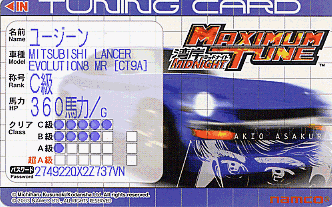 IN TUNING CARD
名前 Name ユージーン
車種 Model MITSUBISHI LANCER
EVOLUTION8 MR [CT9A]
称号 Rank C級
馬力 HP 360馬力/G
クリア Class C級
B級
A級
超A級
パスワード Password 2749220X2Z737VN
湾岸 MIDNIGHT
MAXIMUM TUNE
AKIO ASAKURA
namco